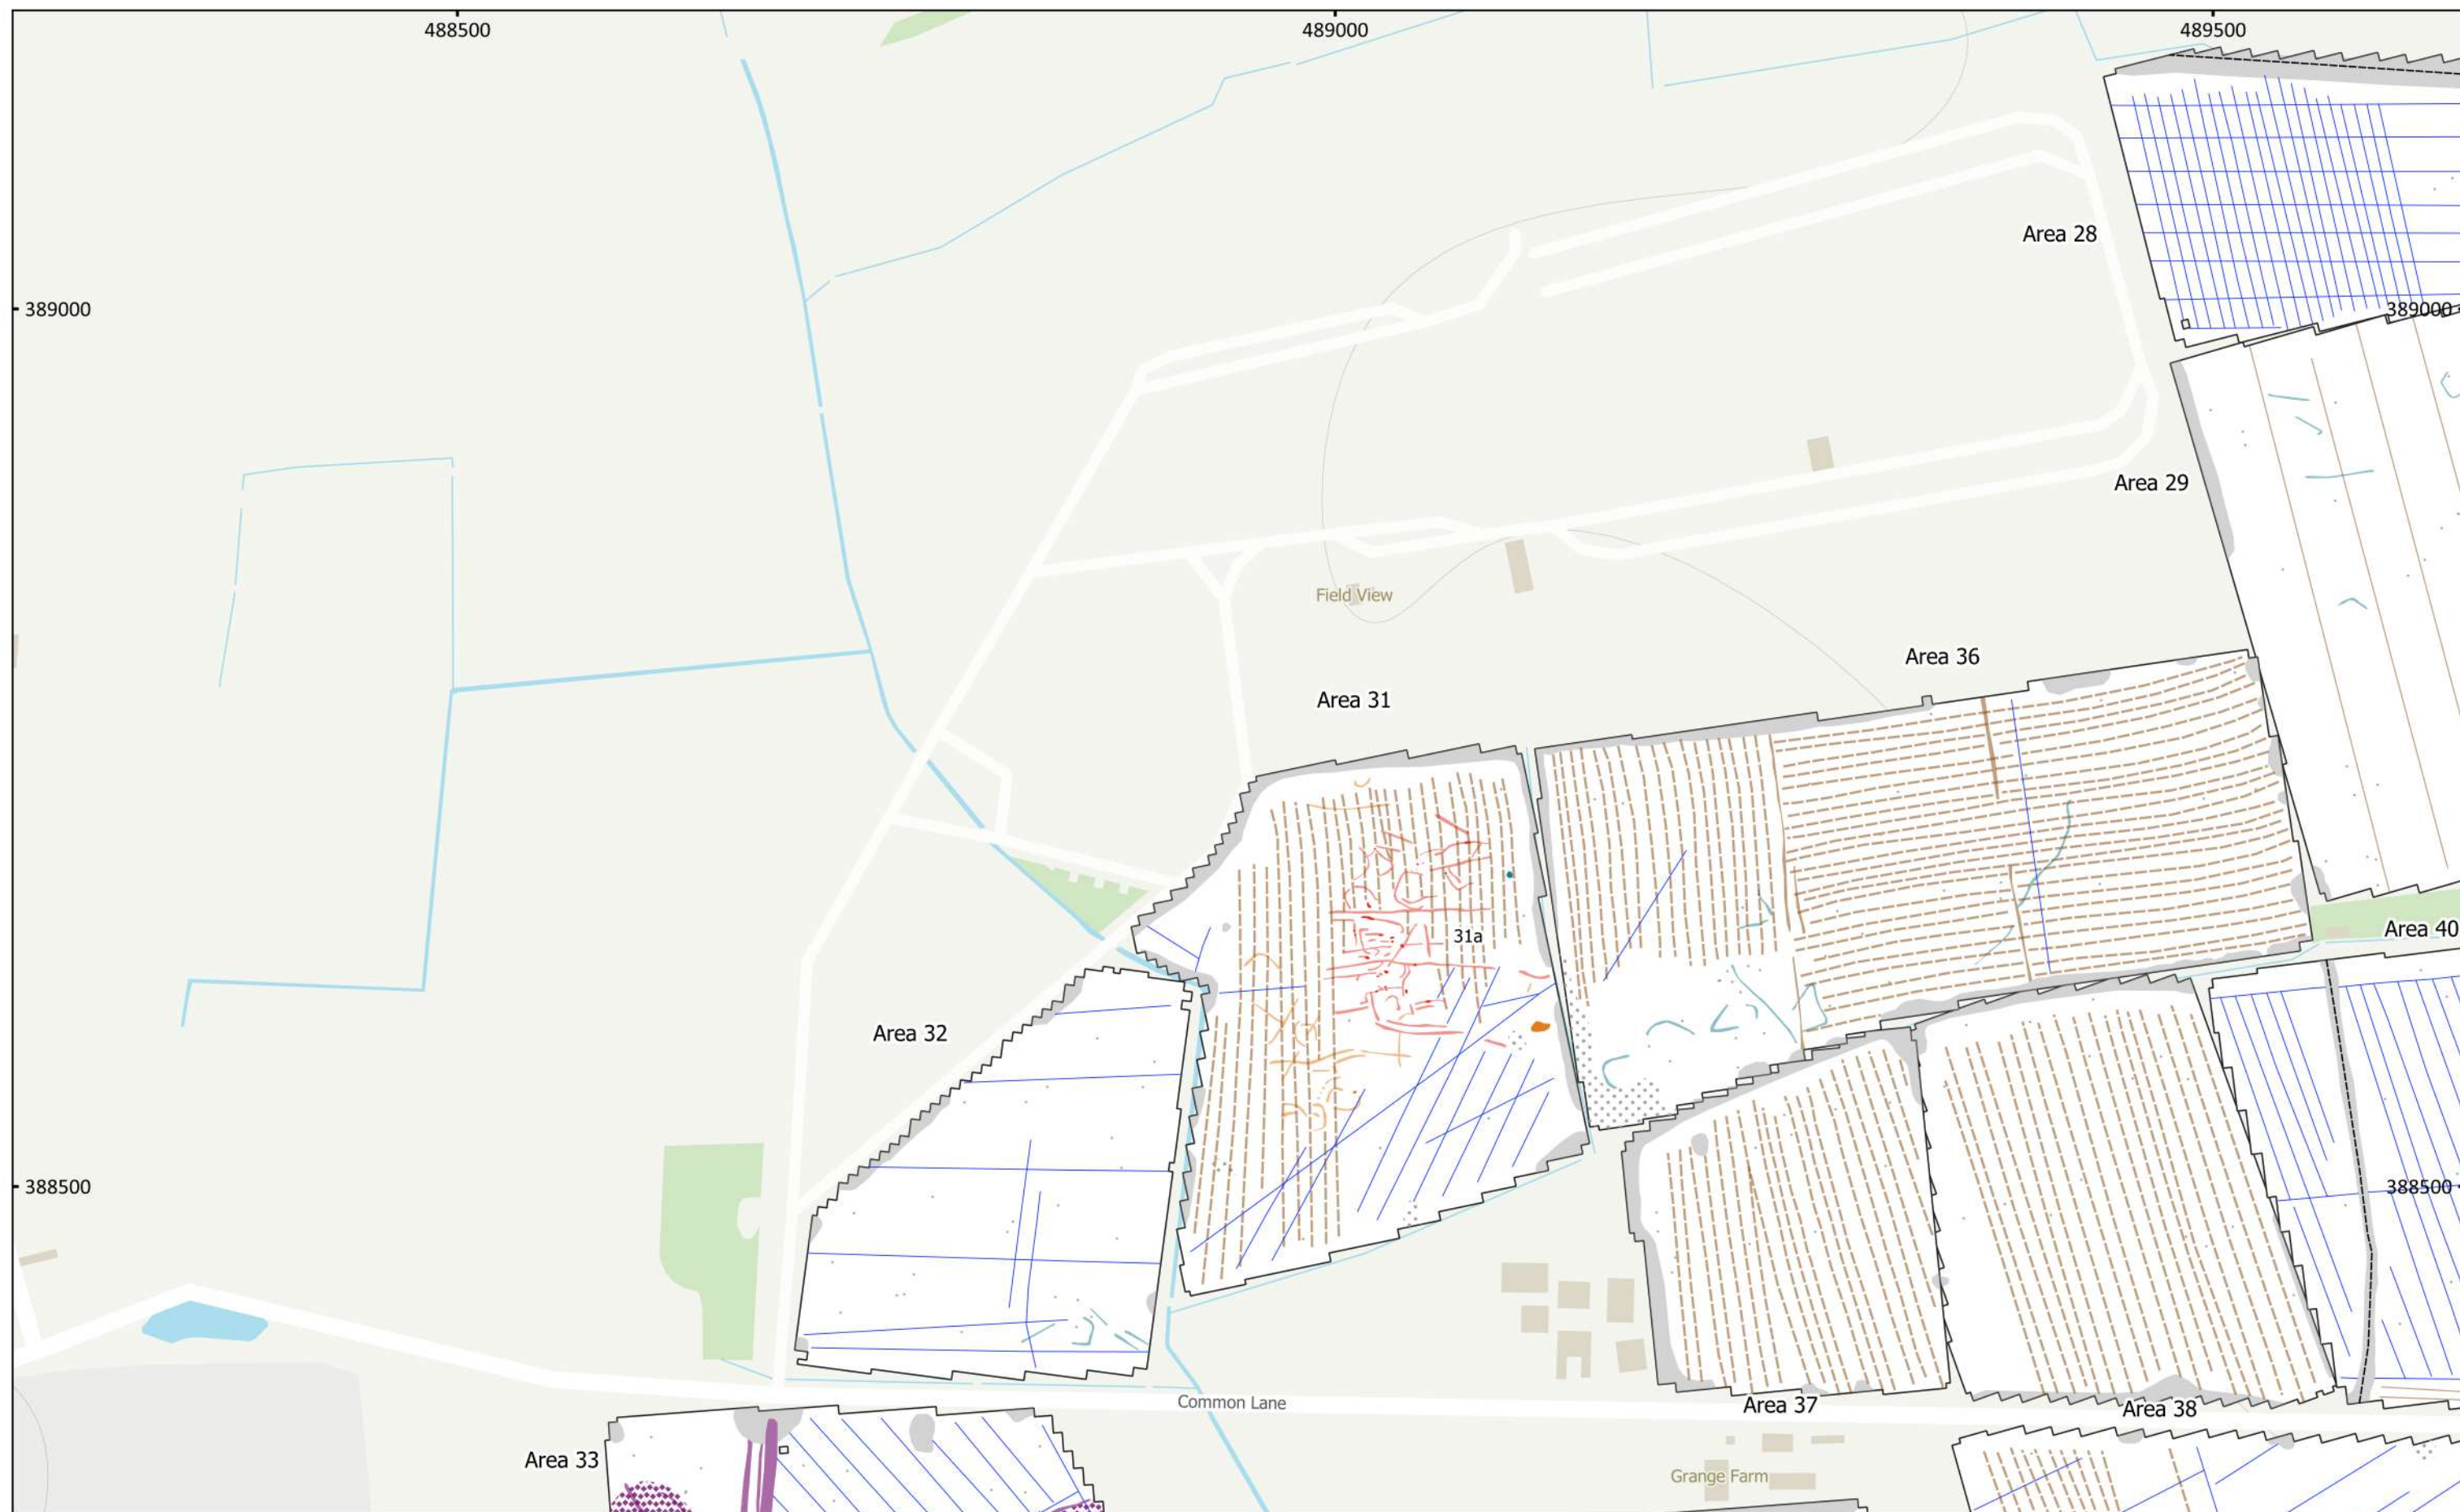 488500
489000
489500
Area 28
389000
389000
Area 29
Field View
Area 36
Area 31
Area 40
31a
Area 32
388500
388500
Common Lane
Area 37
Area 38
Area 33
Grange Farm